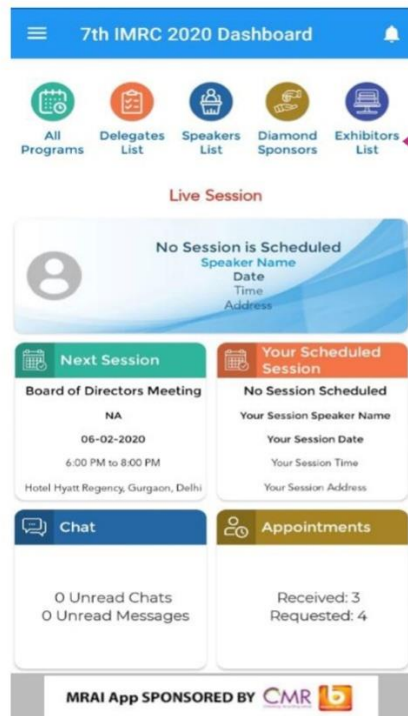 7th IMRC 2020 Dashboard
All Programs
Delegates List
Speakers List
Diamond Sponsors
Exhibitors List
Live Session
No Session is Scheduled
Speaker Name
Date
Time
Address
Next Session
Board of Directors Meeting
NA
06-02-2020
6:00 PM to 8:00 PM
Hotel Hyatt Regency, Gurgaon, Delhi
Your Scheduled
Session
No Session Scheduled
Your Session Speaker Name
Your Session Date
Your Session Time
Your Session Address
Chat
0 Unread Chats
0 Unread Messages
Appointments
Received: 3
Requested: 4
MRAI App SPONSORED BY CMR